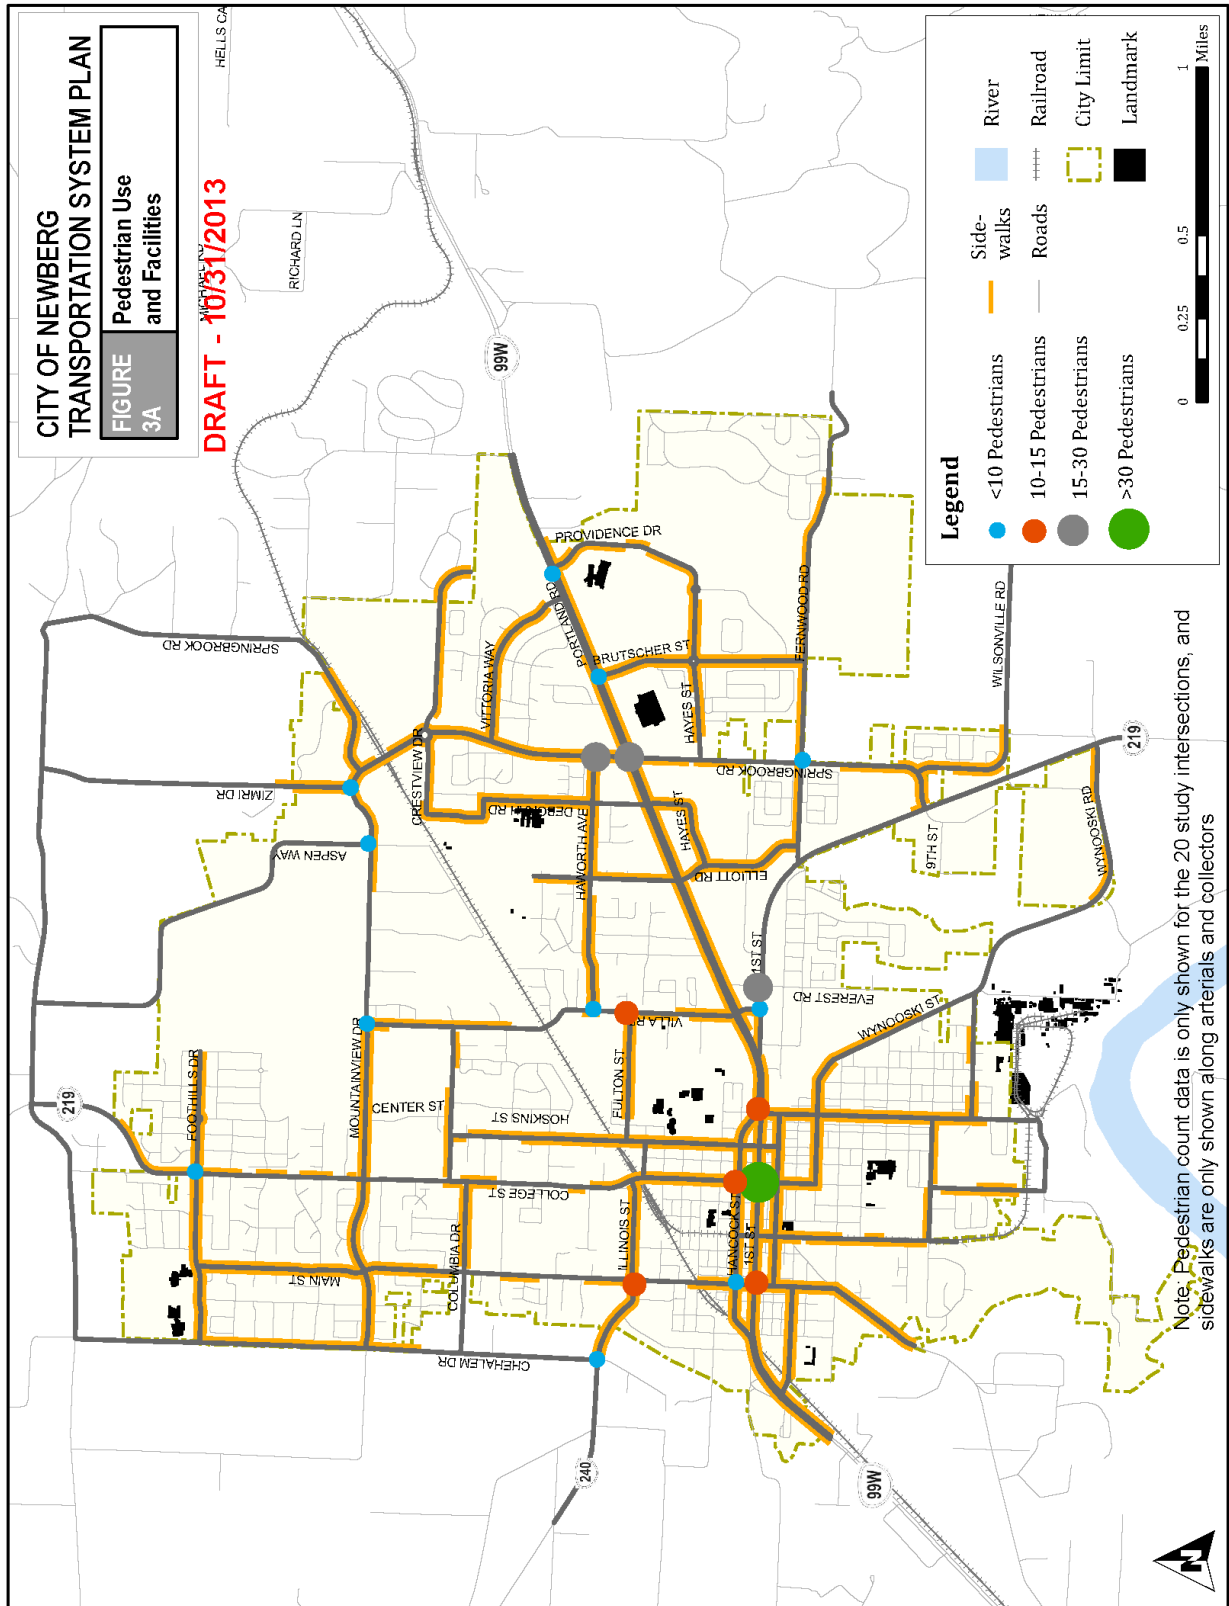 CITY OF NEWBERG
TRANSPORTATION SYSTEM PLAN
FIGURE
3A
Pedestrian Use
and Facilities
DRAFT - 10/31/2013
HELLS CA
MICHAEL RD
RICHARD LN
99W
SPRINGBROOK RD
ZIMRI DR
ASPEN WAY
CRESTVIEW DR
VITTORIA WAY
PORTLAND RD
PROVIDENCE DR
BRUTSCHER ST
HAYES ST
FERNWOOD RD
SPRINGBROOK RD
WILSONVILLE RD
219
DEBORAH RD
HAWORTH AVE
HAYES ST
ELLIOTT RD
9TH ST
WYNOOSKI RD
1ST ST
EVEREST RD
WYNOOSKI ST
VILLA RD
FULTON ST
MOUNTAINVIEW DR
FOOTHILLS DR
219
CENTER ST
HOSKINS ST
COLLEGE ST
COLUMBIA DR
ILLINOIS ST
HANCOCK ST
1ST ST
MAIN ST
CHEHALEM DR
240
99W
N
Legend
<10 Pedestrians
10-15 Pedestrians
15-30 Pedestrians
>30 Pedestrians
Side-
walks
Roads
River
Railroad
City Limit
Landmark
0 0.25 0.5 1
Miles
Note: Pedestrian count data is only shown for the 20 study intersections, and
sidewalks are only shown along arterials and collectors